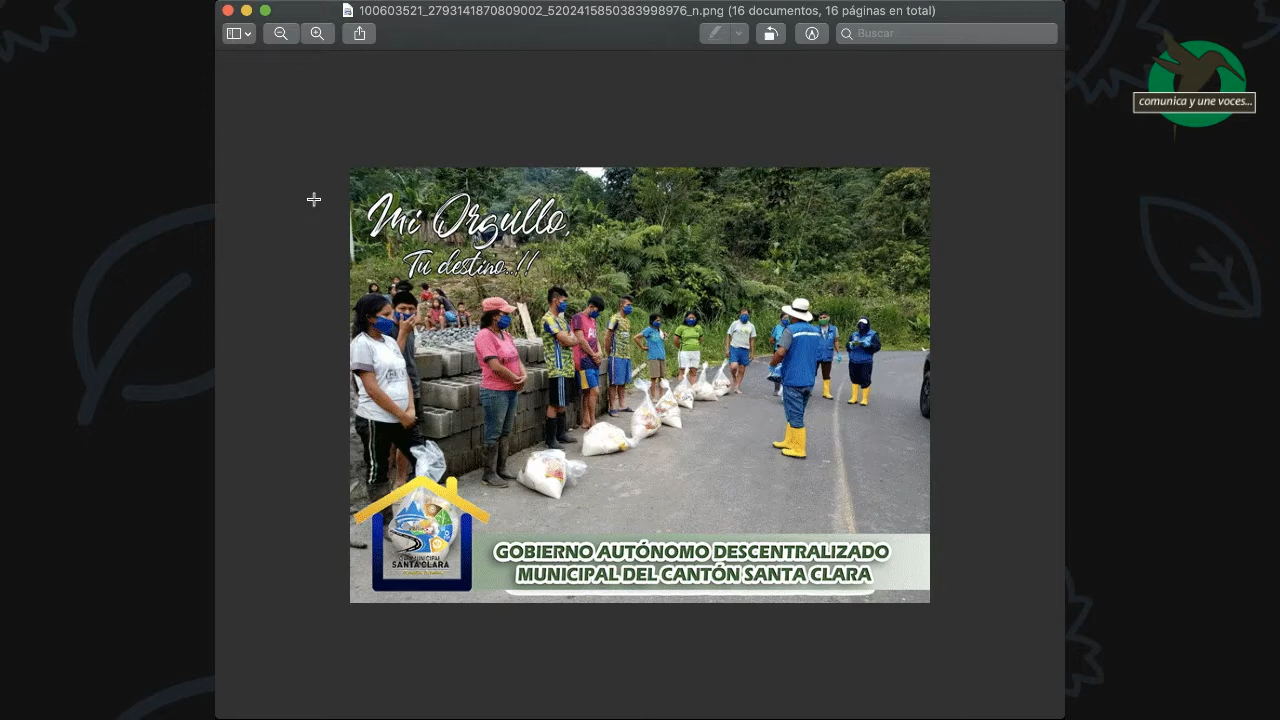 100603521_2793141870809002_5202415850383998976_n.png (16 documentos, 16 páginas en total)
Buscar
comunica y une voces...
Mi Orgullo,
Tu destino..!!
SANTA CLARA
GOBIERNO AUTÓNOMO DESCENTRALIZADO
MUNICIPAL DEL CANTÓN SANTA CLARA